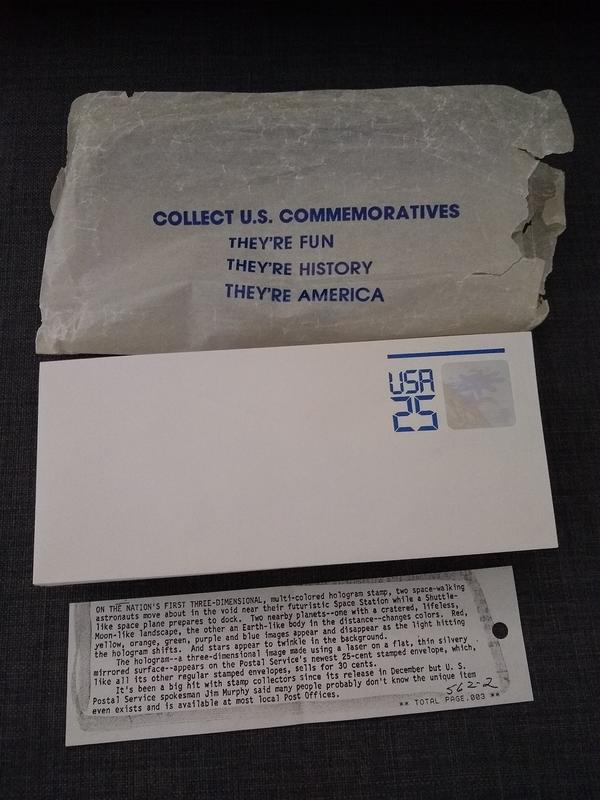 COLLECT U.S. COMMEMORATIVES
THEY'RE FUN
THEY'RE HISTORY
THEY'RE AMERICA
USA
25
ON THE NATION'S FIRST THREE-DIMENSIONAL, multi-colored hologram stamp, two space-walking
astronauts move about in the void near their futuristic Space Station while a Shuttle-
like space plane prepares to dock. Two nearby planets--one with a cratered, lifeless,
Moon-like landscape, the other an Earth-like body in the distance--changes colors. Red,
yellow, orange, green, purple and blue images appear and disappear as the light hitting
the hologram shifts. And stars appear to twinkle in the background.
The hologram--a three-dimensional image made using a laser on a flat, thin silvery
mirrored surface--appears on the Postal Service's newest 25-cent stamped envelope, which,
like all its other regular stamped envelopes, sells for 30 cents.
It's been a big hit with stamp collectors since its release in December but U. S.
Postal Service spokesman Jim Murphy said many people probably don't know the unique item
even exists and is available at most local Post Offices.
562-2
** TOTAL PAGE.003 **